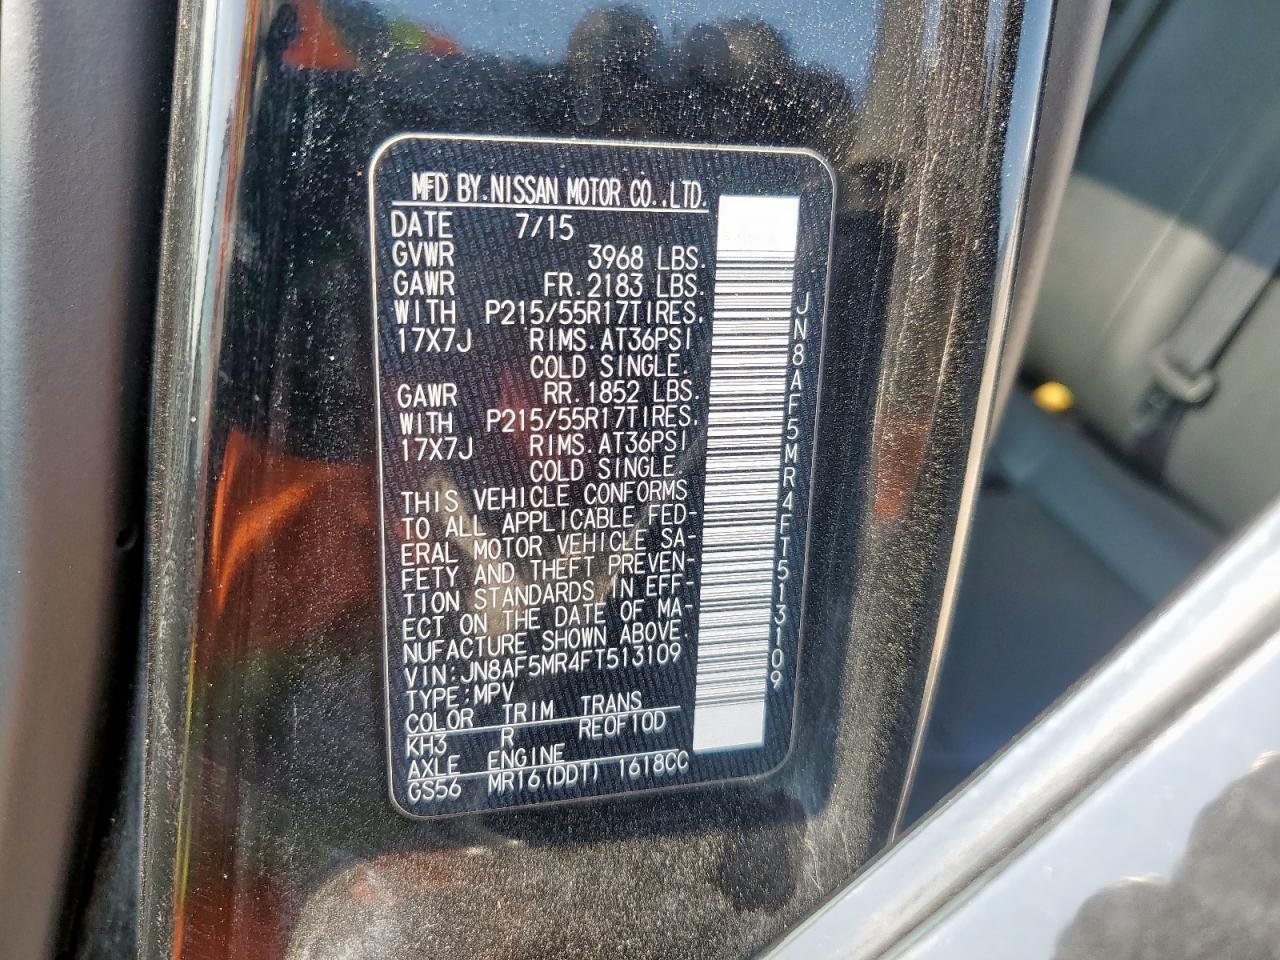 MFD BY.NISSAN MOTOR CO.,LTD.
DATE 7/15
GVWR 3968 LBS.
GAWR FR.2183 LBS.
WITH P215/55R17TIRES.
17X7J RIMS.AT36PSI
COLD SINGLE.
GAWR RR.1852 LBS.
WITH P215/55R17TIRES.
17X7J RIMS.AT36PSI
COLD SINGLE.
THIS VEHICLE CONFORMS
TO ALL APPLICABLE FED-
ERAL MOTOR VEHICLE SA-
FETY AND THEFT PREVEN-
TION STANDARDS IN EFF-
ECT ON THE DATE OF MA-
NUFACTURE SHOWN ABOVE.
VIN:JN8AF5MR4FT513109
TYPE:MPV
COLOR TRIM TRANS
KH3 R RE0F10D
AXLE ENGINE
GS56 MR16(DDT) 1618CC
JN8AF5MR4FT513109